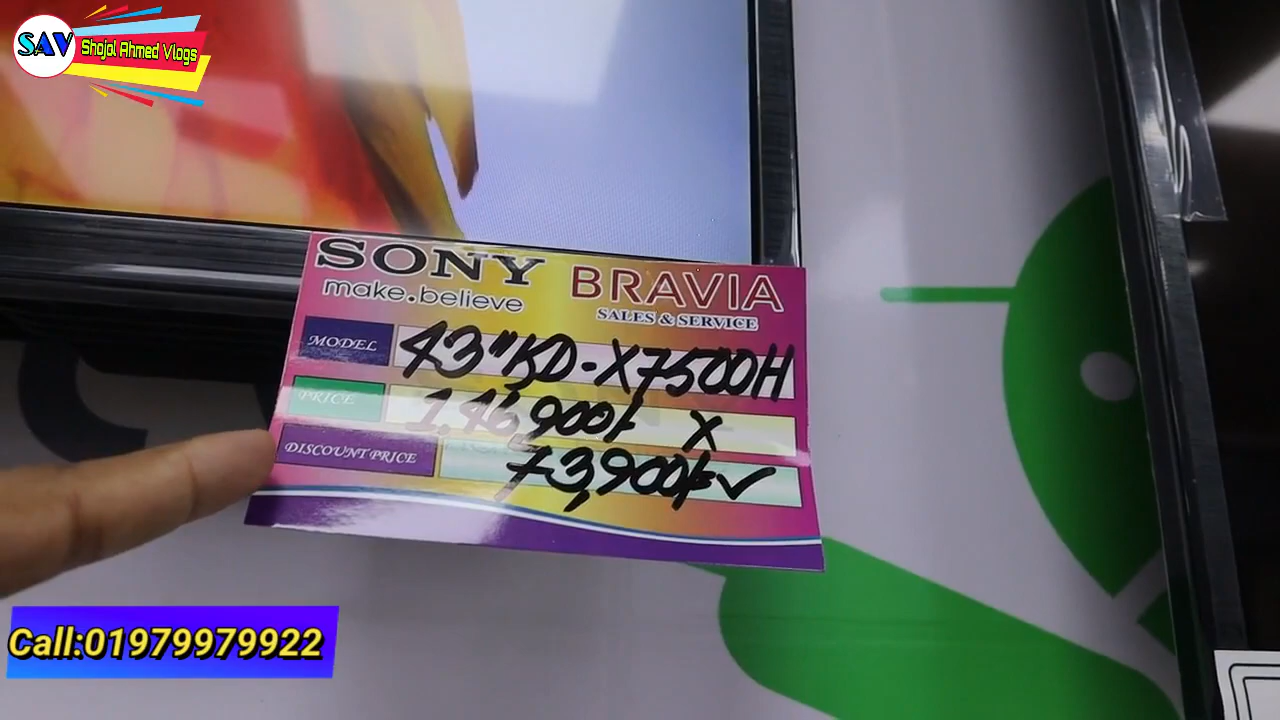 SAV Shojol Ahmed Vlogs
SONY BRAVIA
make.believe SALES & SERVICE
MODEL 43"KD-X7500H
PRICE 1,46,900/- X
DISCOUNT PRICE 73,900/- ✓
Call:01979979922